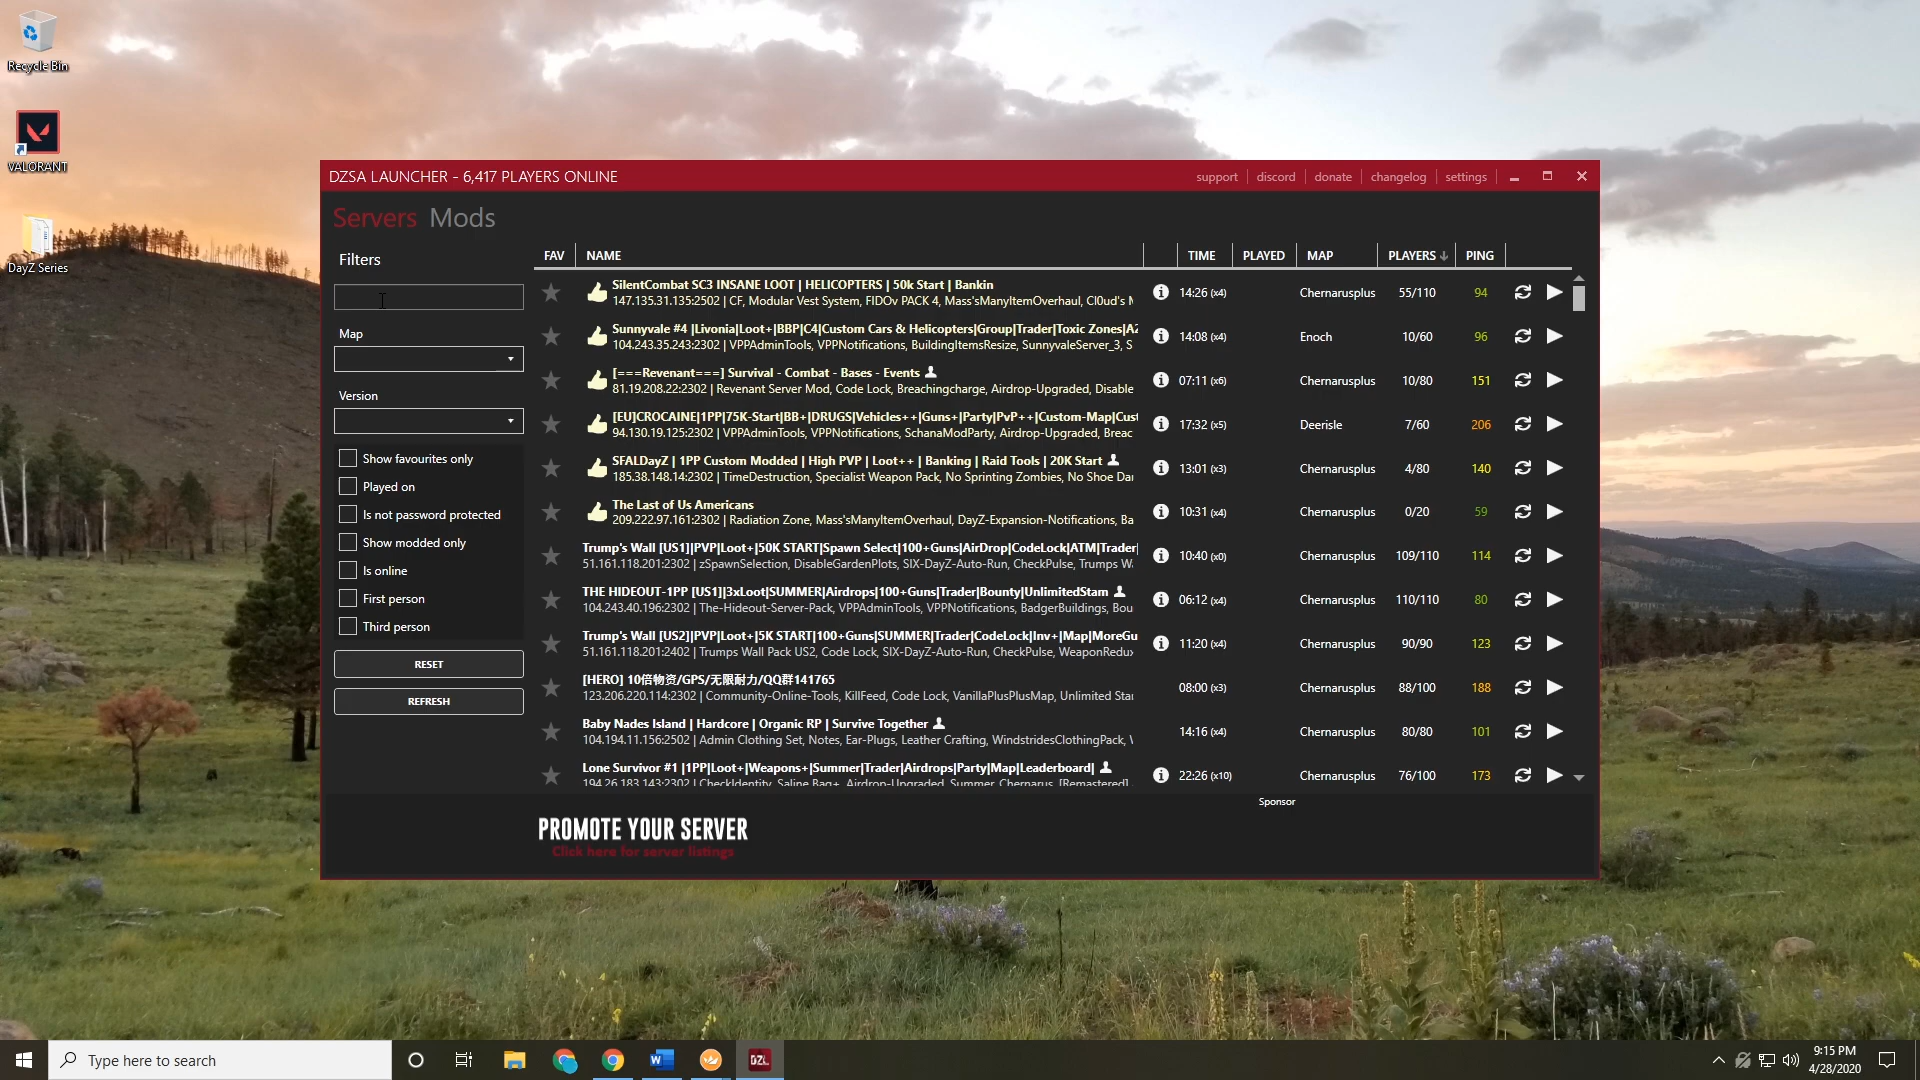 Recycle Bin
VALORANT
DayZ Series
DZSA LAUNCHER - 6,417 PLAYERS ONLINE
support
discord
donate
changelog
settings
Servers Mods
Filters
Map
Version
Show favourites only
Played on
Is not password protected
Show modded only
Is online
First person
Third person
RESET
REFRESH
FAV NAME TIME PLAYED MAP PLAYERS PING
SilentCombat SC3 INSANE LOOT | HELICOPTERS | 50k Start | Bankin
147.135.31.135:2502 | CF, Modular Vest System, FIDOv PACK 4, Mass'sManyItemOverhaul, Cl0ud's
14:26 (x4) Chernarusplus 55/110 94
Sunnyvale #4 |Livonia|Loot+|BBP|C4|Custom Cars & Helicopters|Group|Trader|Toxic Zones|AZ
104.243.35.243:2302 | VPPAdminTools, VPPNotifications, BuildingItemsResize, SunnyvaleServer_3, S
14:08 (x4) Enoch 10/60 96
[===Revenant===] Survival - Combat - Bases - Events
81.19.208.22:2302 | Revenant Server Mod, Code Lock, Breachingcharge, Airdrop-Upgraded, Disable
07:11 (x6) Chernarusplus 10/80 151
[EU]CROCAINE|1PP|75K-Start|BB+|DRUGS|Vehicles++|Guns+|Party|PvP++|Custom-Map|Cust
94.130.19.125:2302 | VPPAdminTools, VPPNotifications, SchanaModParty, Airdrop-Upgraded, Breac
17:32 (x5) Deerisle 7/60 206
SFALDayZ | 1PP Custom Modded | High PVP | Loot++ | Banking | Raid Tools | 20K Start
185.38.148.14:2302 | TimeDestruction, Specialist Weapon Pack, No Sprinting Zombies, No Shoe Dar
13:01 (x3) Chernarusplus 4/80 140
The Last of Us Americans
209.222.97.161:2302 | Radiation Zone, Mass'sManyItemOverhaul, DayZ-Expansion-Notifications, Ba
10:31 (x4) Chernarusplus 0/20 59
Trump's Wall [US1]|PVP|Loot+|50K START|Spawn Select|100+Guns|AirDrop|CodeLock|ATM|Trader|
51.161.118.201:2302 | zSpawnSelection, DisableGardenPlots, SIX-DayZ-Auto-Run, CheckPulse, Trumps Wa
10:40 (x0) Chernarusplus 109/110 114
THE HIDEOUT-1PP [US1]|3xLoot|SUMMER|Airdrops|100+Guns|Trader|Bounty|UnlimitedStam
104.243.40.196:2302 | The-Hideout-Server-Pack, VPPAdminTools, VPPNotifications, BadgerBuildings, Bou
06:12 (x4) Chernarusplus 110/110 80
Trump's Wall [US2]|PVP|Loot+|5K START|100+Guns|SUMMER|Trader|CodeLock|Inv+|Map|MoreGu
51.161.118.201:2402 | Trumps Wall Pack US2, Code Lock, SIX-DayZ-Auto-Run, CheckPulse, WeaponRedux
11:20 (x4) Chernarusplus 90/90 123
[HERO] 10倍物资/GPS/无限耐力/QQ群141765
123.206.220.114:2302 | Community-Online-Tools, KillFeed, Code Lock, VanillaPlusPlusMap, Unlimited Sta
08:00 (x3) Chernarusplus 88/100 188
Baby Nades Island | Hardcore | Organic RP | Survive Together
104.194.11.156:2502 | Admin Clothing Set, Notes, Ear-Plugs, Leather Crafting, WindstridesClothingPack,
14:16 (x4) Chernarusplus 80/80 101
Lone Survivor #1 |1PP|Loot+|Weapons+|Summer|Trader|Airdrops|Party|Map|Leaderboard|
194.26.183.143:2302 | CheckIdentity, Saline Bag+, Airdrop-Upgraded, Summer, Chernarus, [Remastered]
22:26 (x10) Chernarusplus 76/100 173
Sponsor
PROMOTE YOUR SERVER
Click here for server listings
Type here to search
W
DZL
9:15 PM
4/28/2020